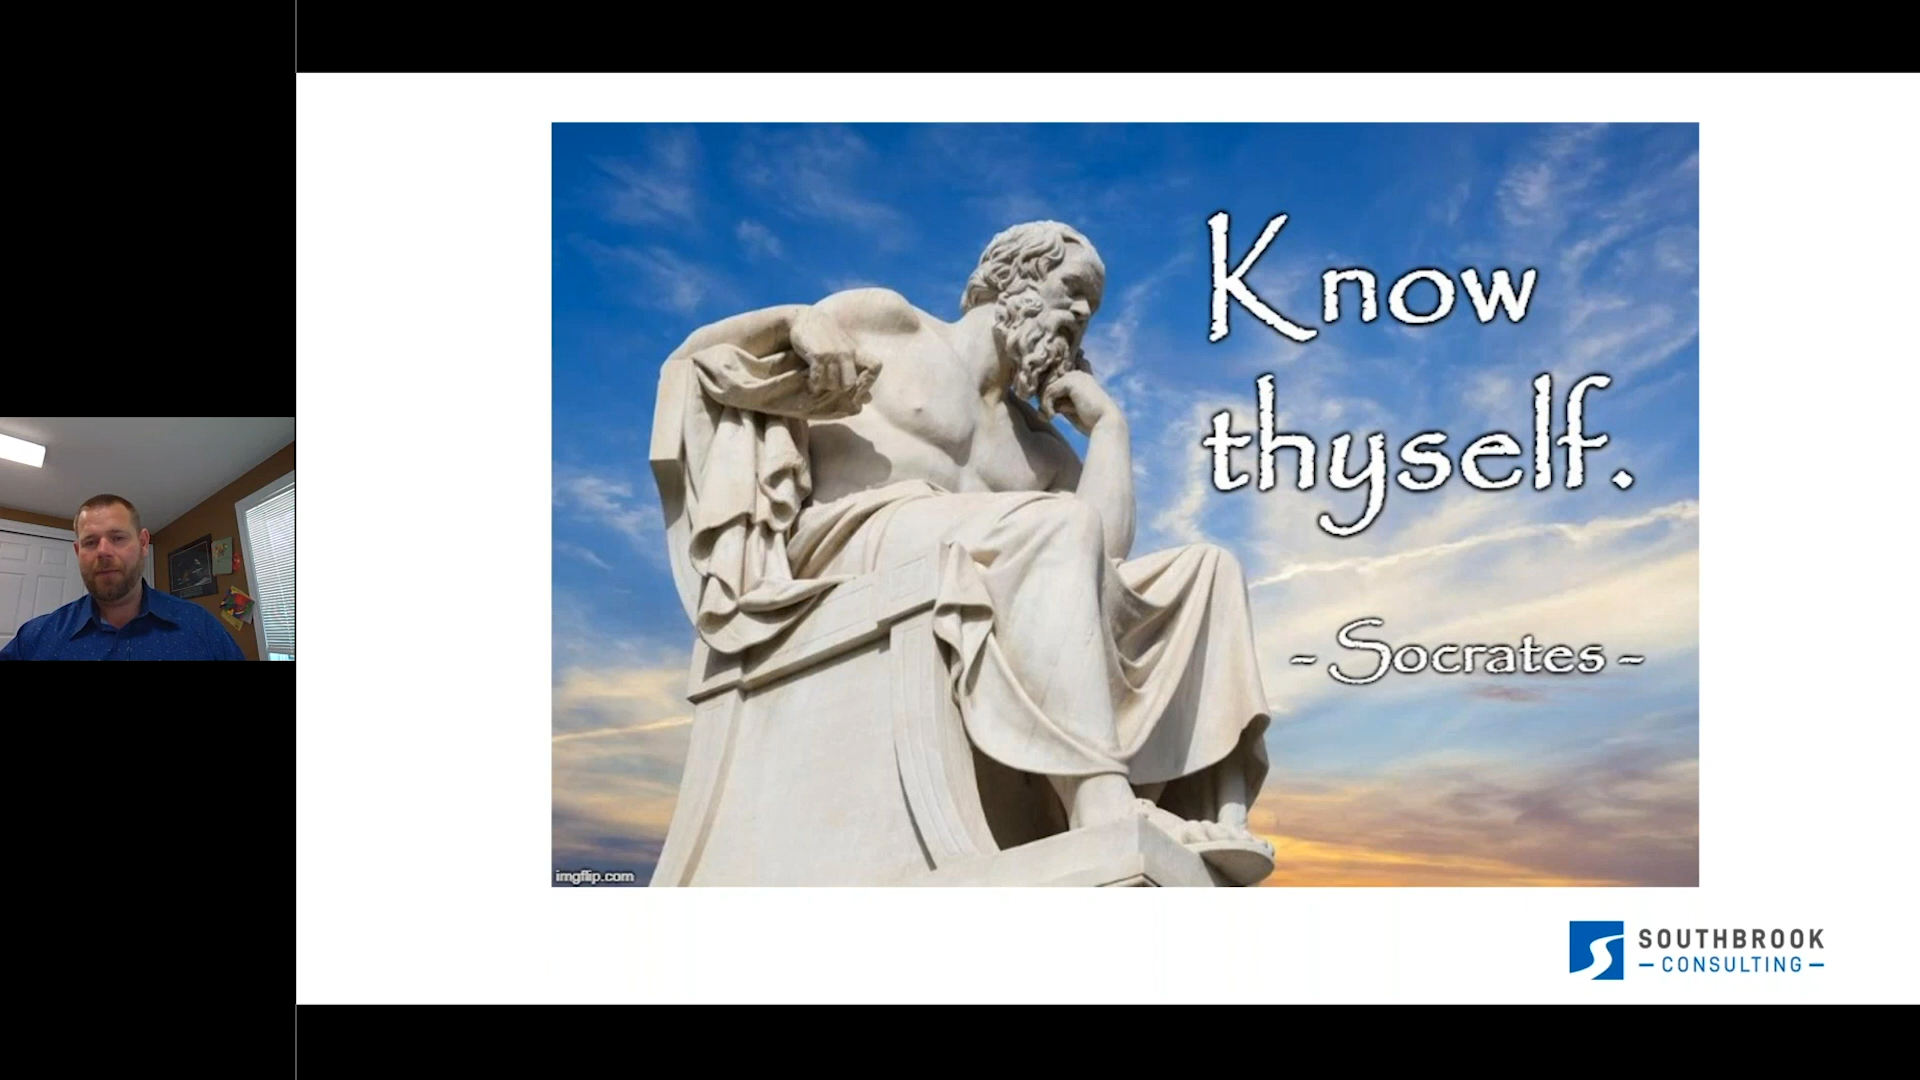 Know
thyself.
- Socrates -
imgflip.com
SOUTHBROOK
CONSULTING